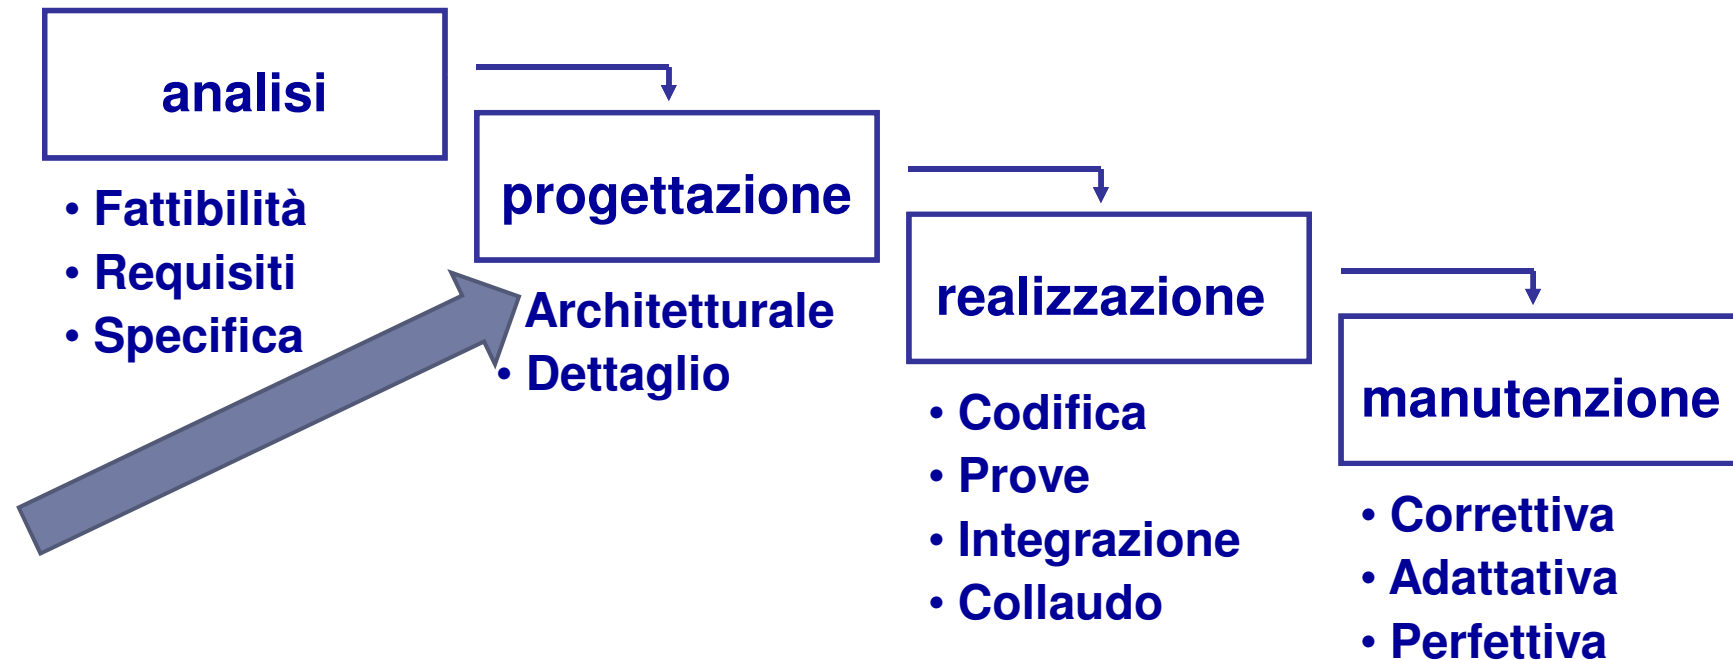 analisi
• Fattibilità
• Requisiti
• Specifica
progettazione
Architetturale
• Dettaglio
realizzazione
• Codifica
• Prove
• Integrazione
• Collaudo
manutenzione
• Correttiva
• Adattativa
• Perfettiva